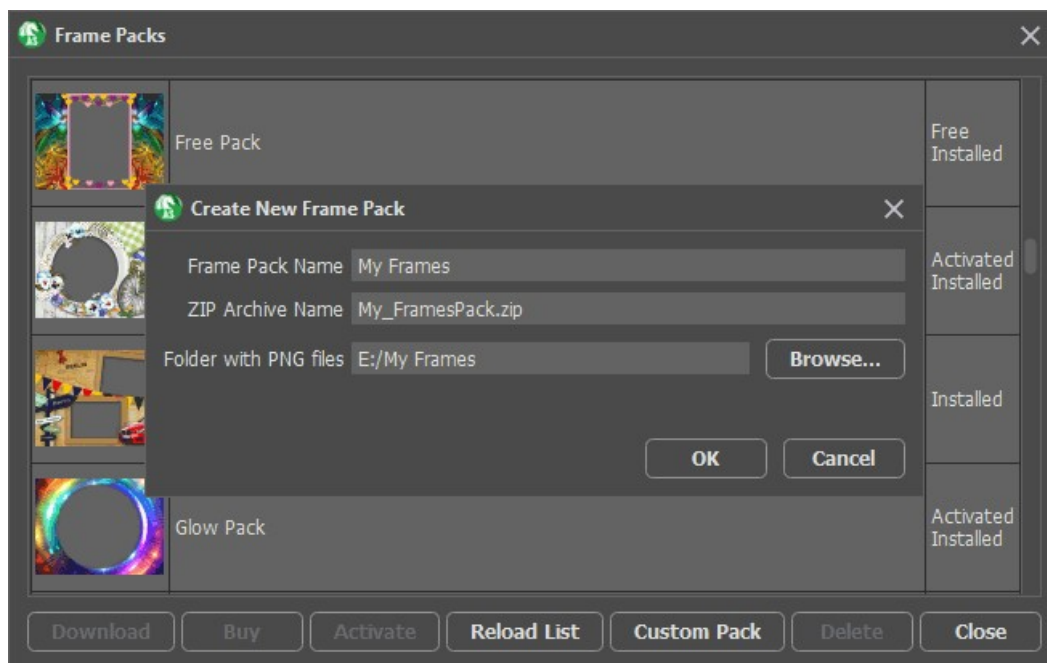 Frame Packs
Free Pack
Free
Installed
Create New Frame Pack
Frame Pack Name My Frames
ZIP Archive Name My_FramesPack.zip
Folder with PNG files E:/My Frames Browse...
OK Cancel
Activated
Installed
Installed
Glow Pack
Activated
Installed
Download Buy Activate Reload List Custom Pack Delete Close